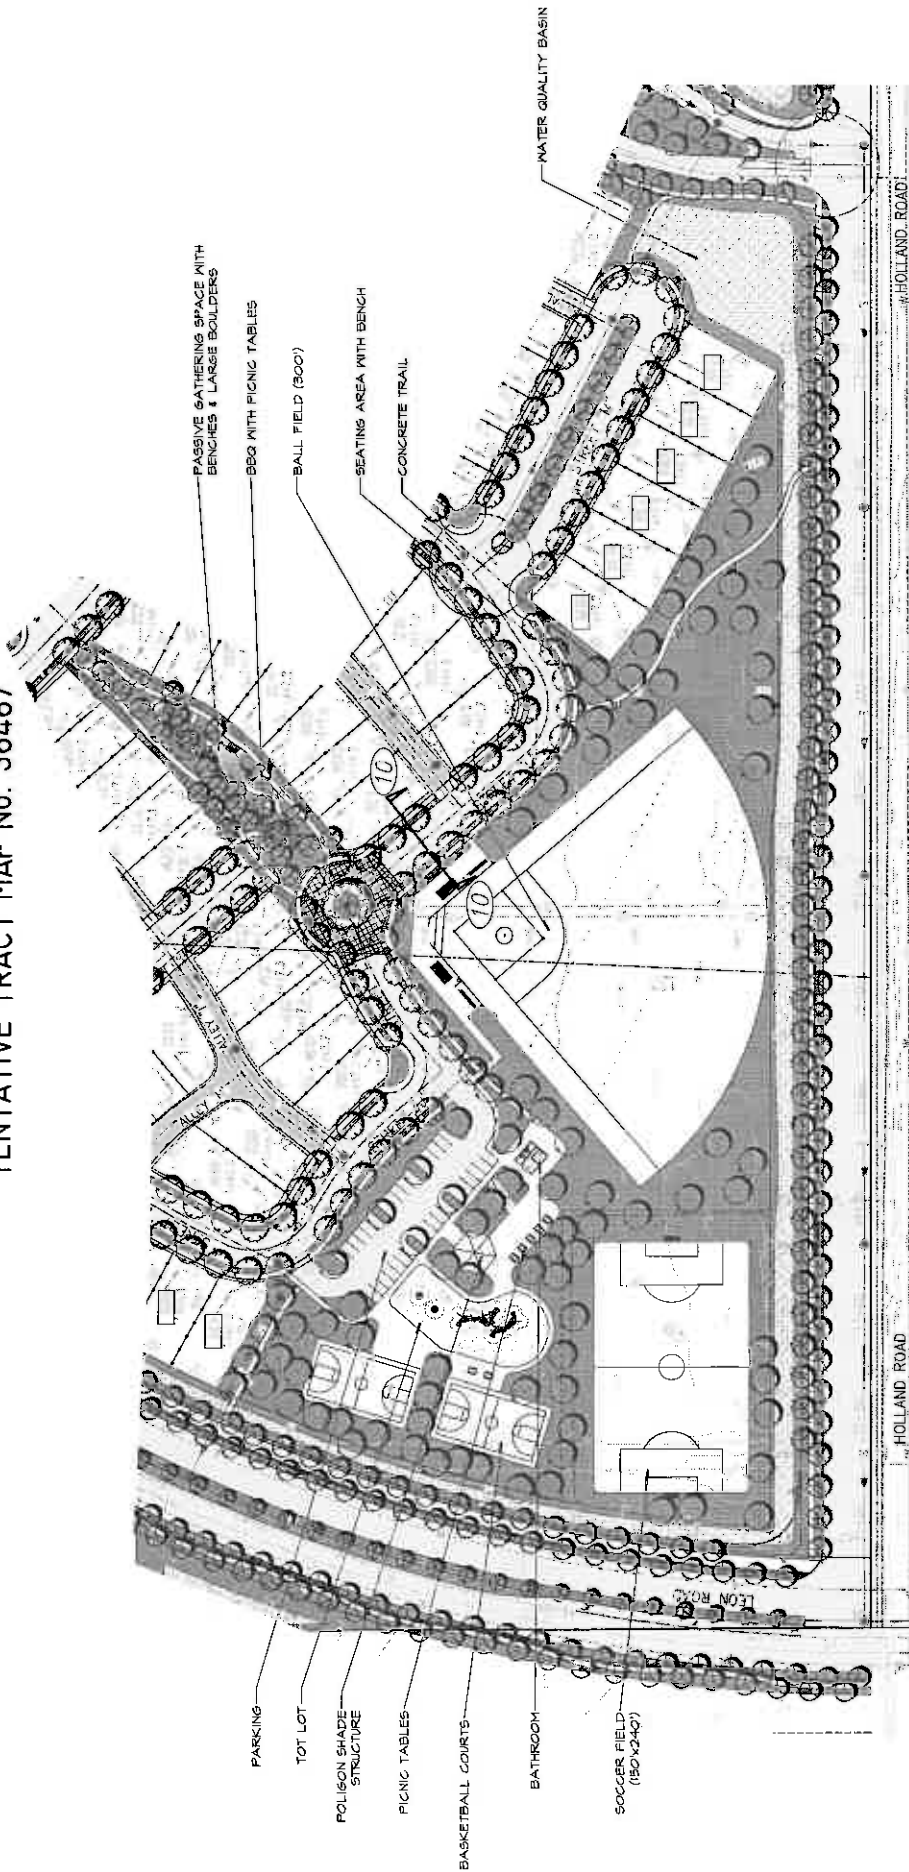 TENTATIVE TRACT MAP No. 36467
PASSIVE GATHERING SPACE WITH
BENCHES & LARGE BOULDERS
BBQ WITH PICNIC TABLES
BALL FIELD (300')
SEATING AREA WITH BENCH
CONCRETE TRAIL
WATER QUALITY BASIN
PARKING
TOT LOT
POLIGON SHADE
STRUCTURE
PICNIC TABLES
BASKETBALL COURTS
BATHROOM
SOCCER FIELD
(150'x240')
ALLEY
10
10
LEON ROAD
HOLLAND ROAD
HOLLAND ROAD